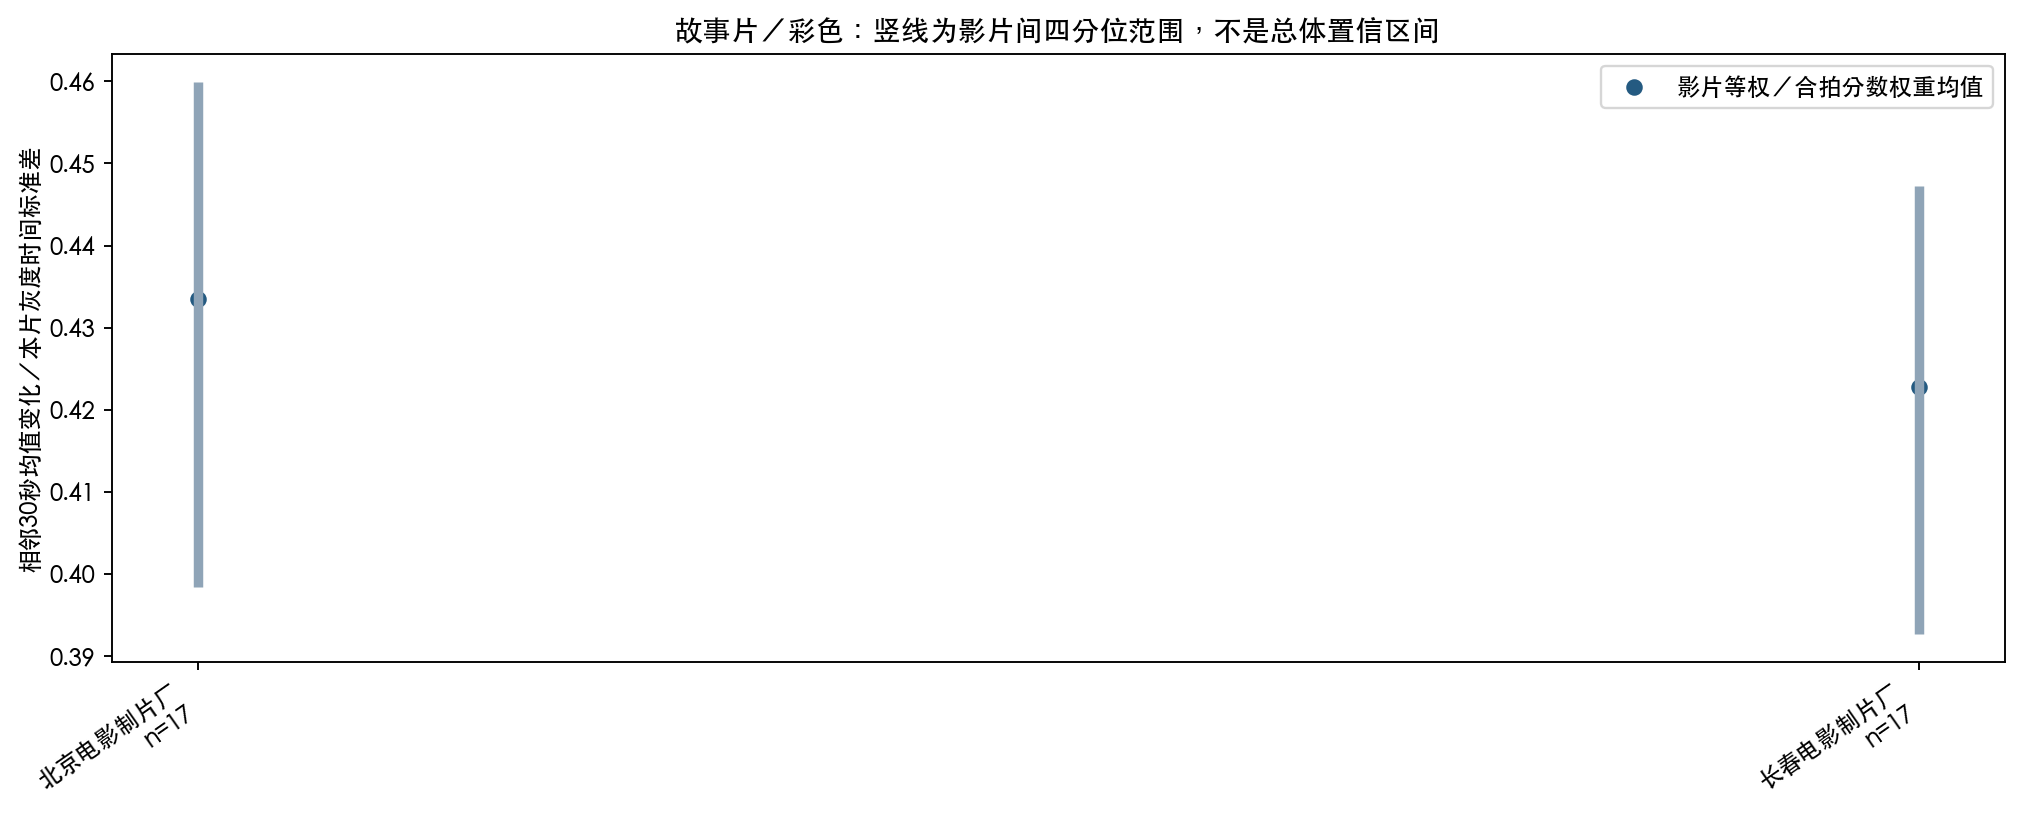 故事片／彩色：竖线为影片间四分位范围，不是总体置信区间
影片等权／合拍分数权重均值
相邻30秒均值变化／本片灰度时间标准差
0.46
0.45
0.44
0.43
0.42
0.41
0.40
0.39
北京电影制片厂
n=17
长春电影制片厂
n=17